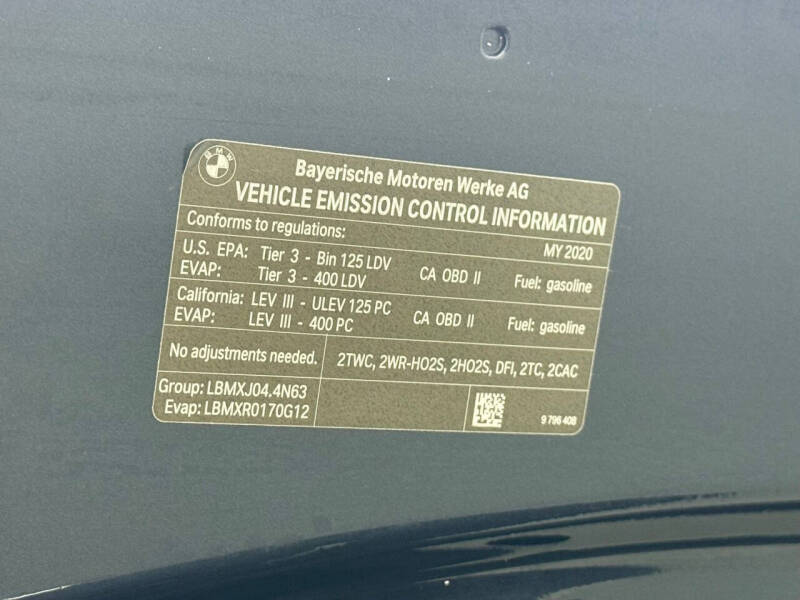 BMW
Bayerische Motoren Werke AG
VEHICLE EMISSION CONTROL INFORMATION
Conforms to regulations: MY 2020
U.S. EPA: Tier 3 - Bin 125 LDV CA OBD II Fuel: gasoline
EVAP: Tier 3 - 400 LDV
California: LEV III - ULEV 125 PC CA OBD II Fuel: gasoline
EVAP: LEV III - 400 PC
No adjustments needed. 2TWC, 2WR-HO2S, 2HO2S, DFI, 2TC, 2CAC
Group: LBMXJ04.4N63
Evap: LBMXR0170G12 9 796 408